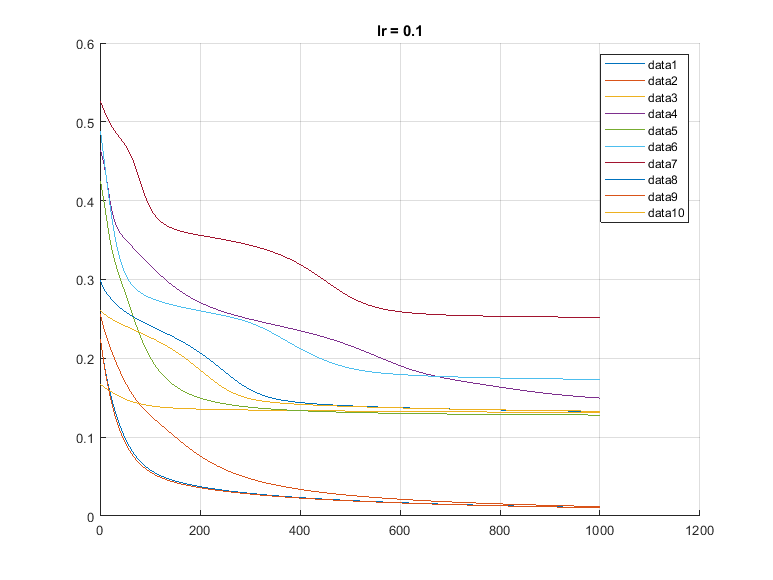 lr = 0.1
0.6
0.5
0.4
0.3
0.2
0.1
0
0 200 400 600 800 1000 1200
data1
data2
data3
data4
data5
data6
data7
data8
data9
data10